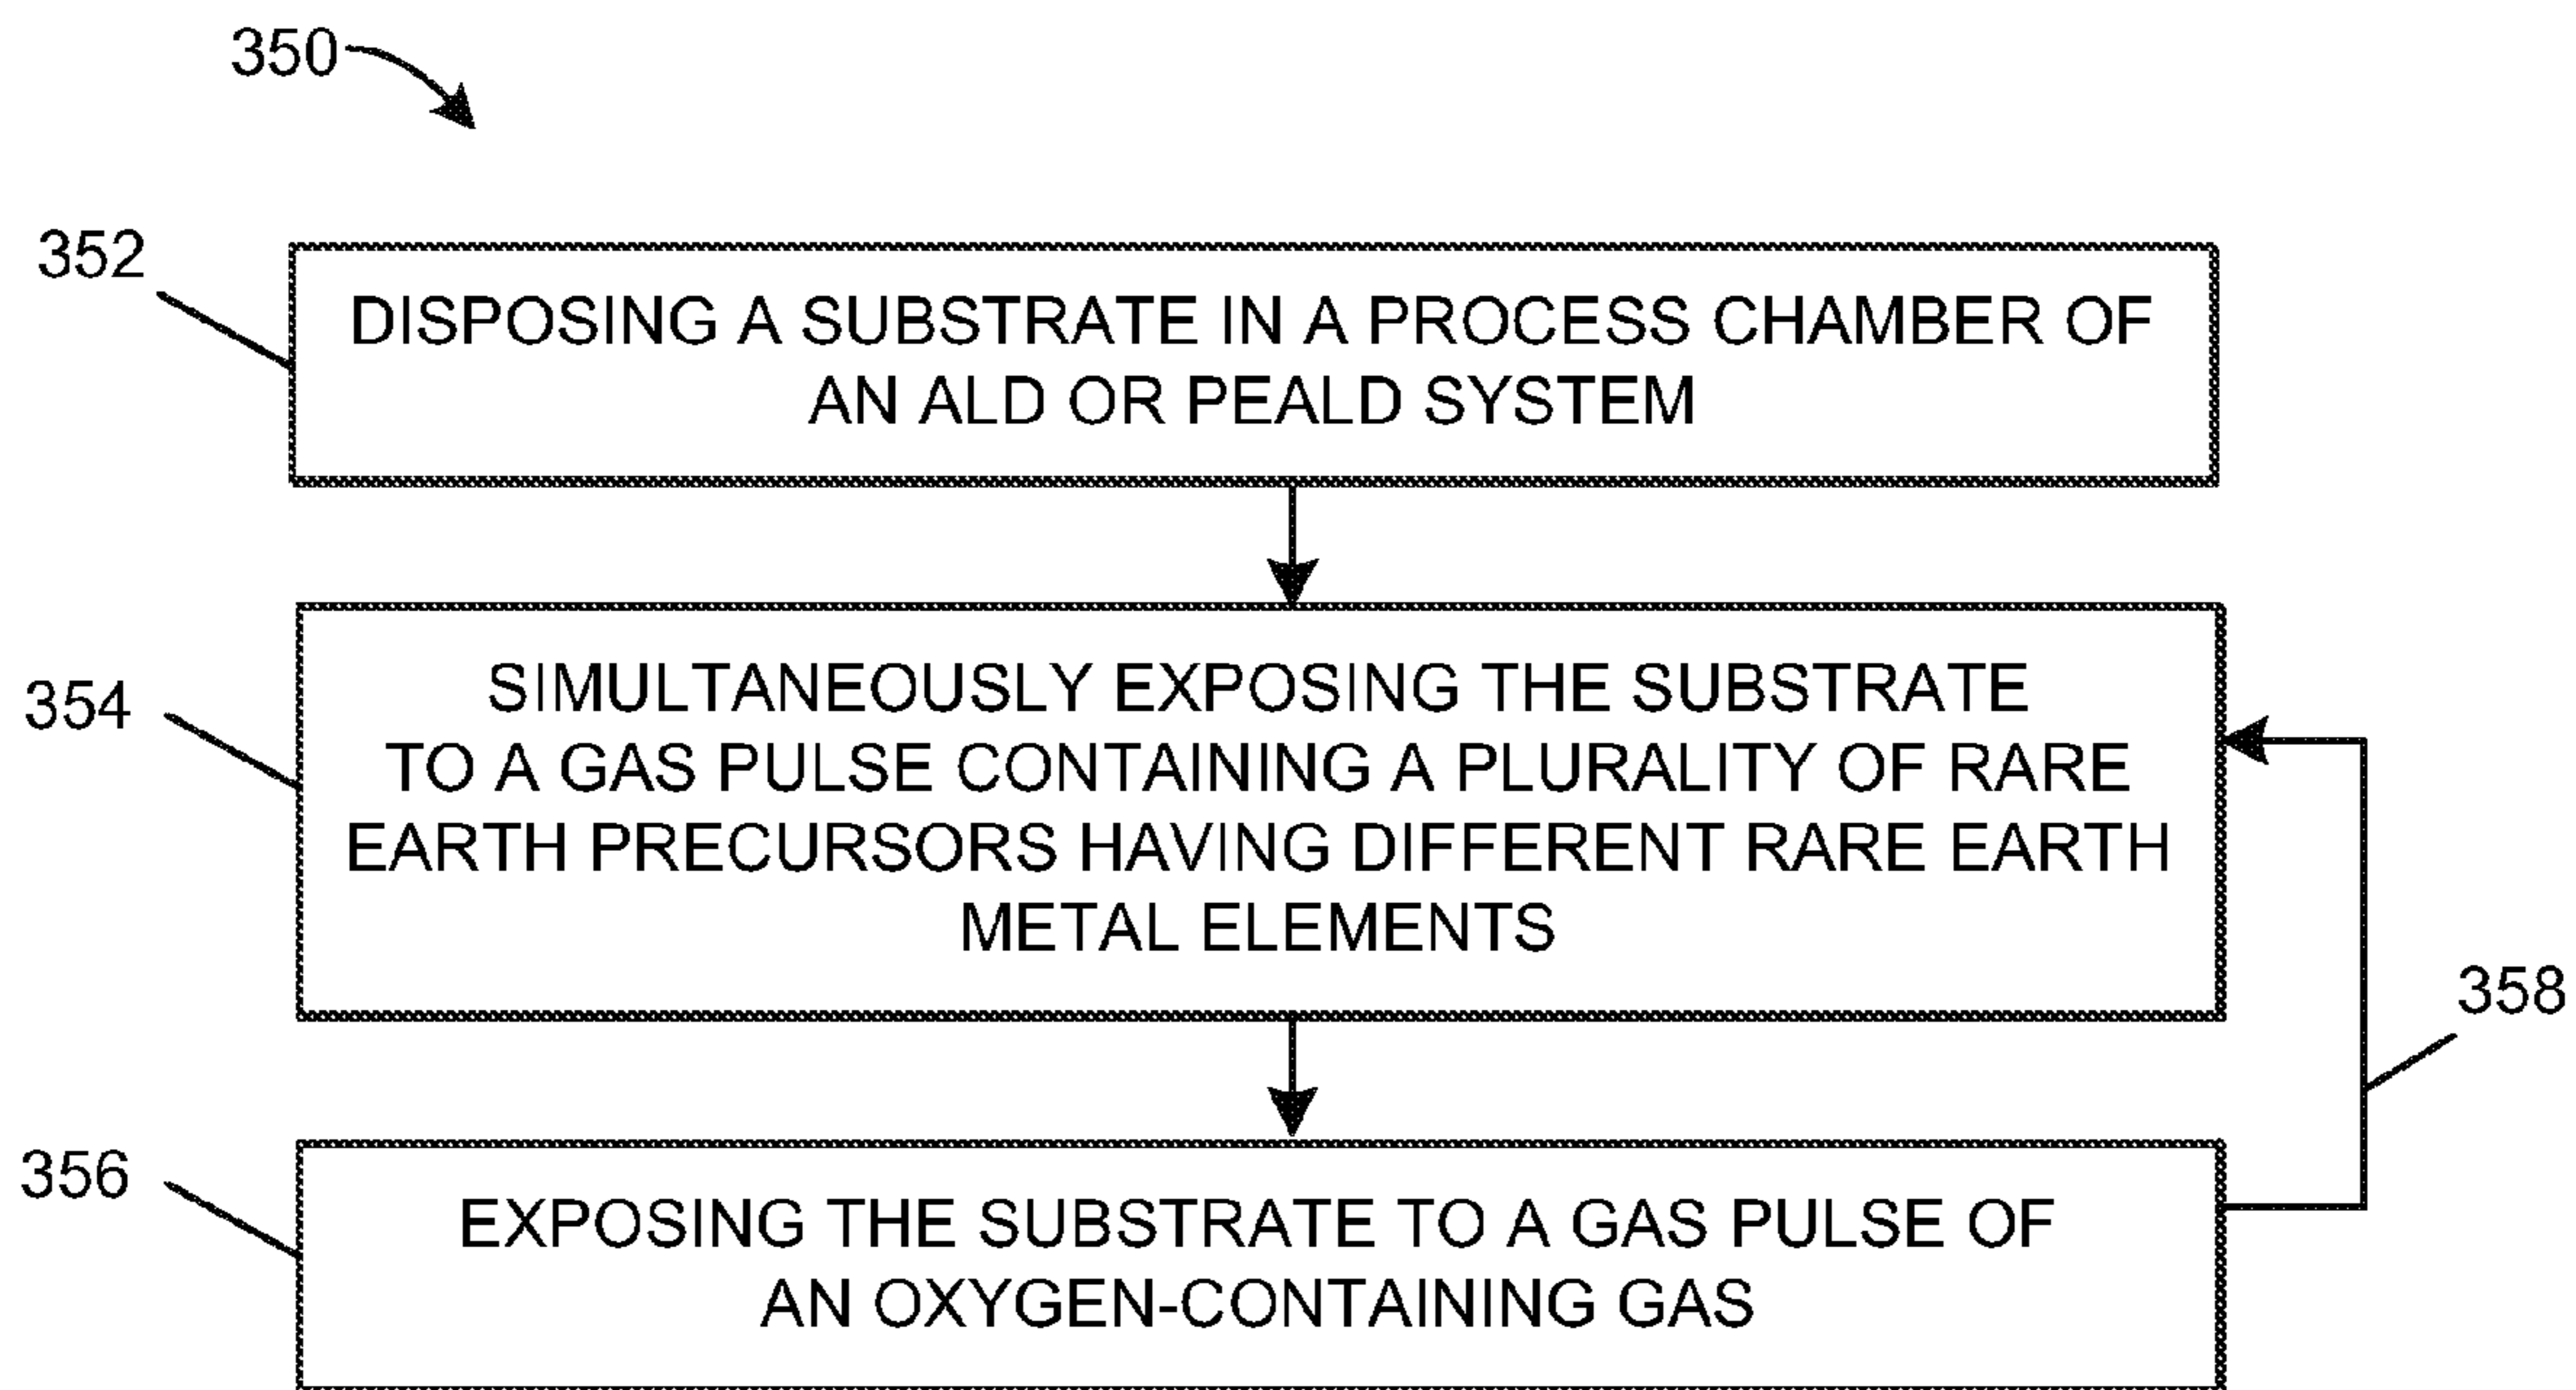 350
352
DISPOSING A SUBSTRATE IN A PROCESS CHAMBER OF
AN ALD OR PEALD SYSTEM
354
SIMULTANEOUSLY EXPOSING THE SUBSTRATE
TO A GAS PULSE CONTAINING A PLURALITY OF RARE
EARTH PRECURSORS HAVING DIFFERENT RARE EARTH
METAL ELEMENTS
358
356
EXPOSING THE SUBSTRATE TO A GAS PULSE OF
AN OXYGEN-CONTAINING GAS